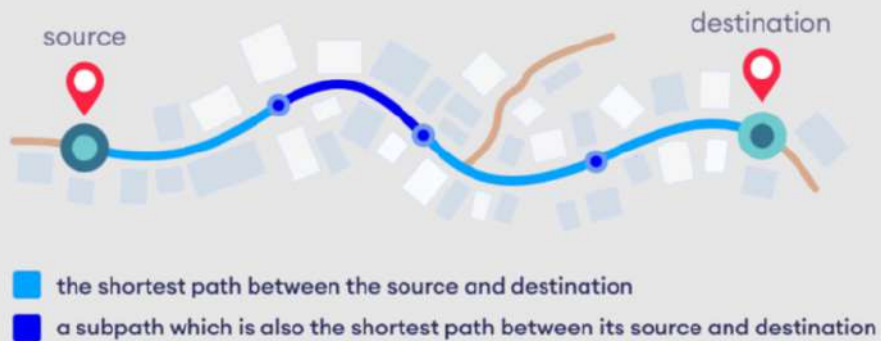 source
destination
the shortest path between the source and destination
a subpath which is also the shortest path between its source and destination